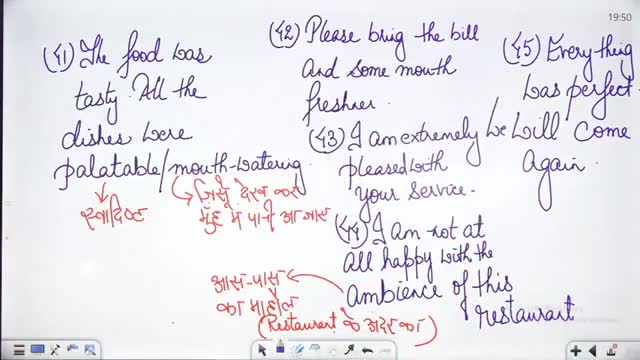 19:50
(41) The food was
tasty. All the
dishes were
palatable/mouth-watering.
स्वादिष्ट
जिसे देख कर
मुँह में पानी आ जाए
(42) Please bring the bill
and some mouth
freshner.
(43) I am extremely
pleased with
your service.
(44) I am not at
all happy with the
ambience of this
restaurant
आस-पास
का माहौल
(Restaurant के अंदर का)
(45) Everything
was perfect.
We will come
again.